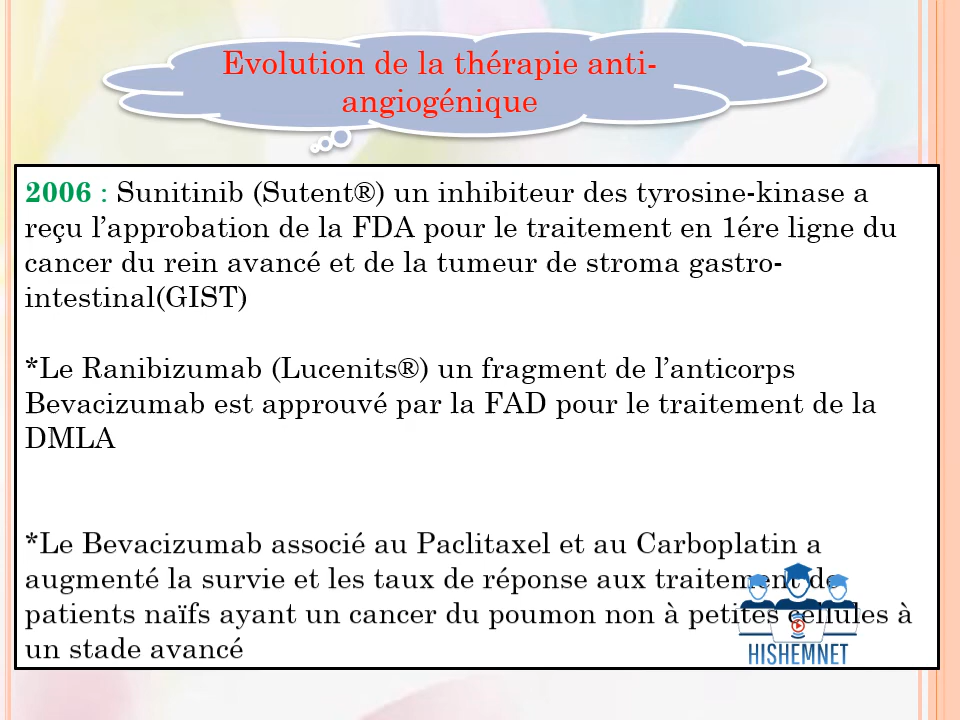 Evolution de la thérapie anti-
angiogénique
2006 : Sunitinib (Sutent®) un inhibiteur des tyrosine-kinase a
reçu l’approbation de la FDA pour le traitement en 1ére ligne du
cancer du rein avancé et de la tumeur de stroma gastro-
intestinal(GIST)
*Le Ranibizumab (Lucenits®) un fragment de l’anticorps
Bevacizumab est approuvé par la FAD pour le traitement de la
DMLA
*Le Bevacizumab associé au Paclitaxel et au Carboplatin a
augmenté la survie et les taux de réponse aux traitement de
patients naïfs ayant un cancer du poumon non à petites cellules à
un stade avancé
HISHEMNET